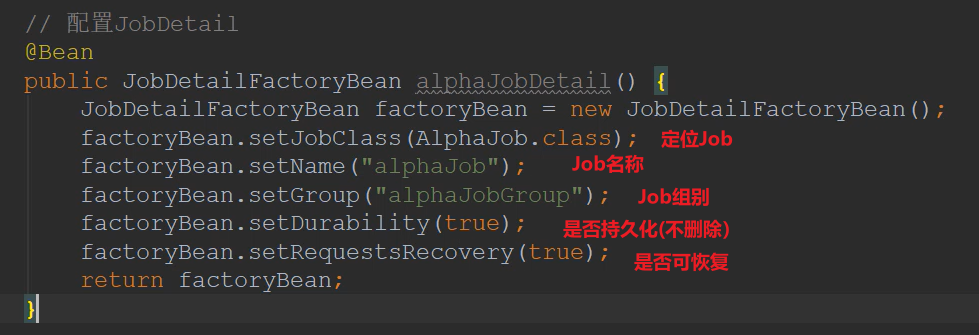 // 配置JobDetail
@Bean
public JobDetailFactoryBean alphaJobDetail() {
JobDetailFactoryBean factoryBean = new JobDetailFactoryBean();
factoryBean.setJobClass(AlphaJob.class); 定位Job
factoryBean.setName("alphaJob"); Job名称
factoryBean.setGroup("alphaJobGroup"); Job组别
factoryBean.setDurability(true); 是否持久化(不删除)
factoryBean.setRequestsRecovery(true); 是否可恢复
return factoryBean;
}